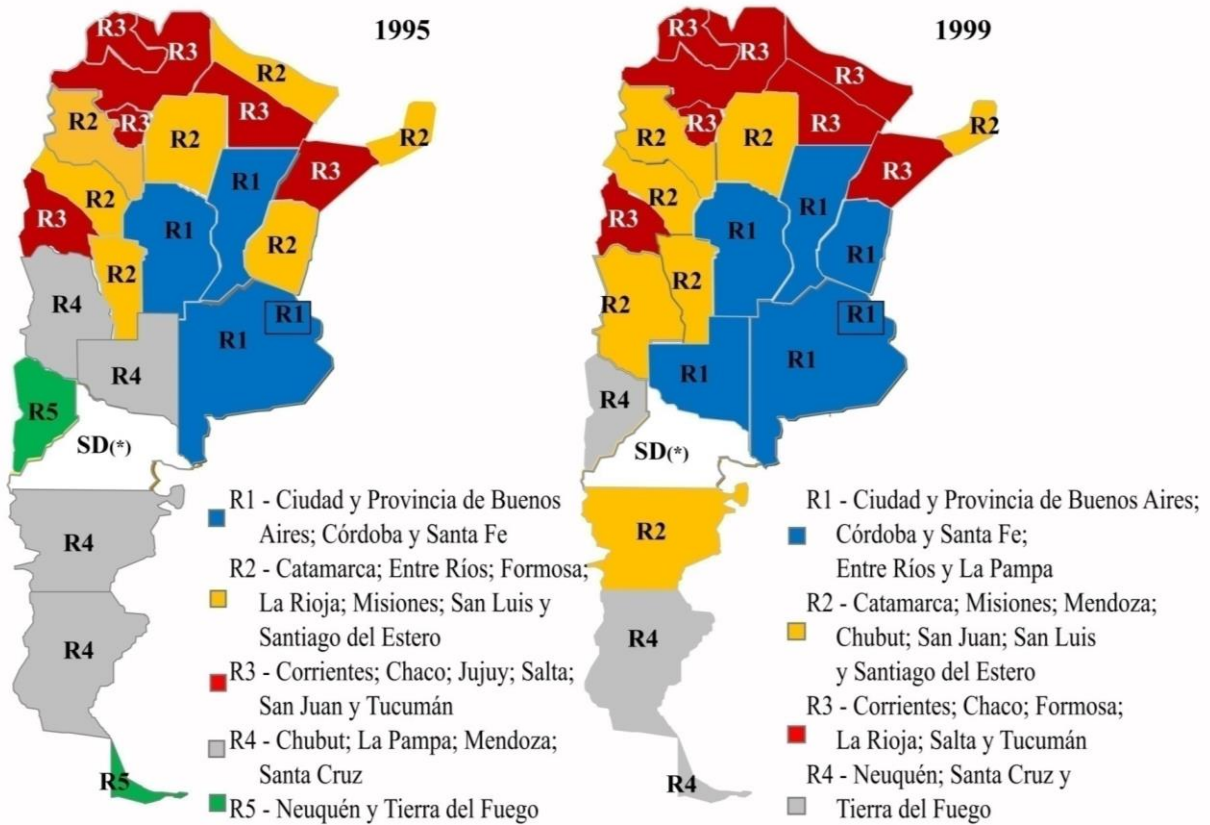 1995
R3
R3
R2
R2
R3
R2
R3
R2
R3
R2
R1
R3
R1
R2
R2
R4
R1
R1
R4
R5
SD(*)
R4
R4
R5
R1 - Ciudad y Provincia de Buenos
Aires; Córdoba y Santa Fe
R2 - Catamarca; Entre Ríos; Formosa;
La Rioja; Misiones; San Luis y
Santiago del Estero
R3 - Corrientes; Chaco; Jujuy; Salta;
San Juan y Tucumán
R4 - Chubut; La Pampa; Mendoza;
Santa Cruz
R5 - Neuquén y Tierra del Fuego
1999
R3
R3
R3
R2
R2
R3
R2
R3
R3
R2
R1
R3
R1
R1
R2
R2
R1
R1
R1
R4
SD(*)
R2
R4
R4
R1 - Ciudad y Provincia de Buenos Aires;
Córdoba y Santa Fe;
Entre Ríos y La Pampa
R2 - Catamarca; Misiones; Mendoza;
Chubut; San Juan; San Luis
y Santiago del Estero
R3 - Corrientes; Chaco; Formosa;
La Rioja; Salta y Tucumán
R4 - Neuquén; Santa Cruz y
Tierra del Fuego